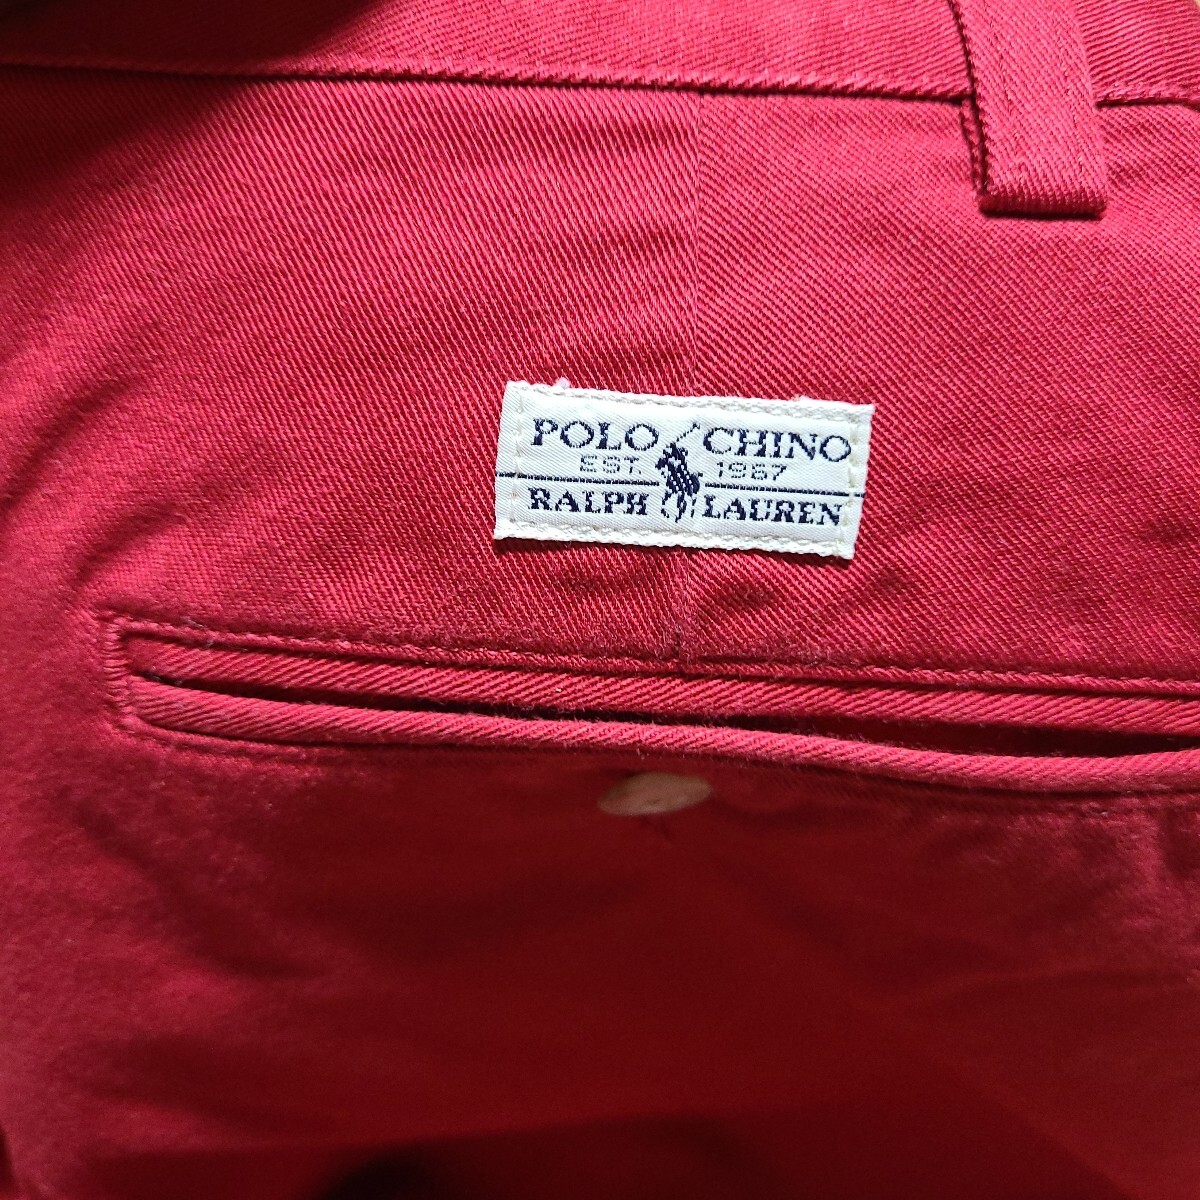 POLO CHINO
EST. 1967
RALPH LAUREN